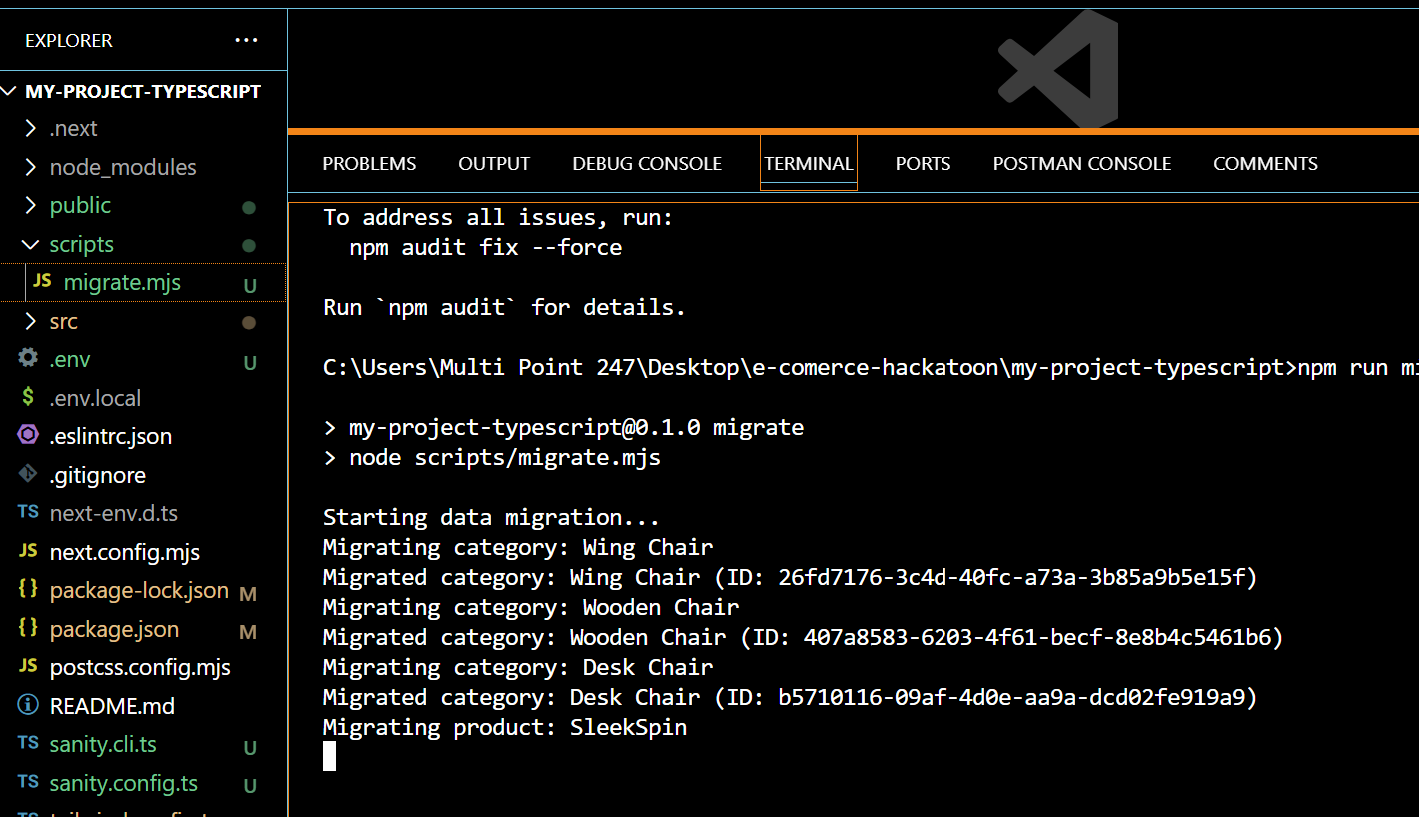 EXPLORER ...
MY-PROJECT-TYPESCRIPT
.next
node_modules
public
scripts
JS migrate.mjs U
src
.env U
$ .env.local
.eslintrc.json
.gitignore
TS next-env.d.ts
JS next.config.mjs
{} package-lock.json M
{} package.json M
JS postcss.config.mjs
README.md
TS sanity.cli.ts U
TS sanity.config.ts U
PROBLEMS OUTPUT DEBUG CONSOLE TERMINAL PORTS POSTMAN CONSOLE COMMENTS
To address all issues, run:
npm audit fix --force
Run `npm audit` for details.
C:\Users\Multi Point 247\Desktop\e-comerce-hackatoon\my-project-typescript>npm run mi
> my-project-typescript@0.1.0 migrate
> node scripts/migrate.mjs
Starting data migration...
Migrating category: Wing Chair
Migrated category: Wing Chair (ID: 26fd7176-3c4d-40fc-a73a-3b85a9b5e15f)
Migrating category: Wooden Chair
Migrated category: Wooden Chair (ID: 407a8583-6203-4f61-becf-8e8b4c5461b6)
Migrating category: Desk Chair
Migrated category: Desk Chair (ID: b5710116-09af-4d0e-aa9a-dcd02fe919a9)
Migrating product: SleekSpin